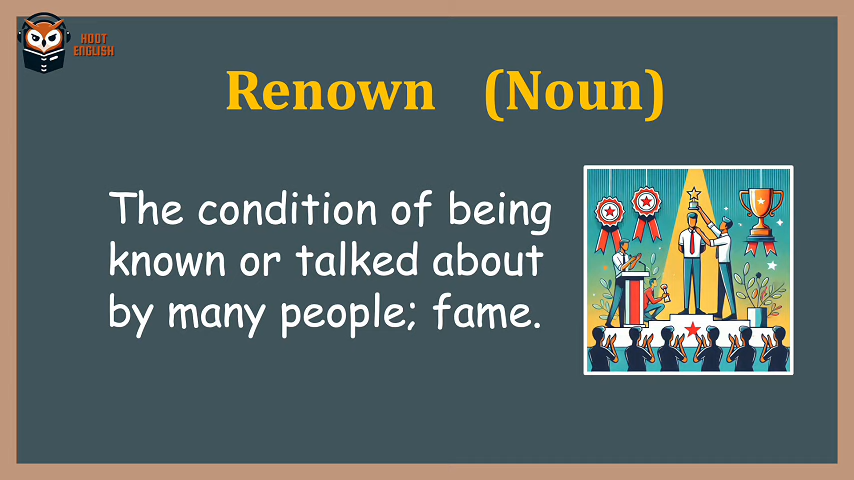 HOOT
ENGLISH
Renown (Noun)
The condition of being
known or talked about
by many people; fame.